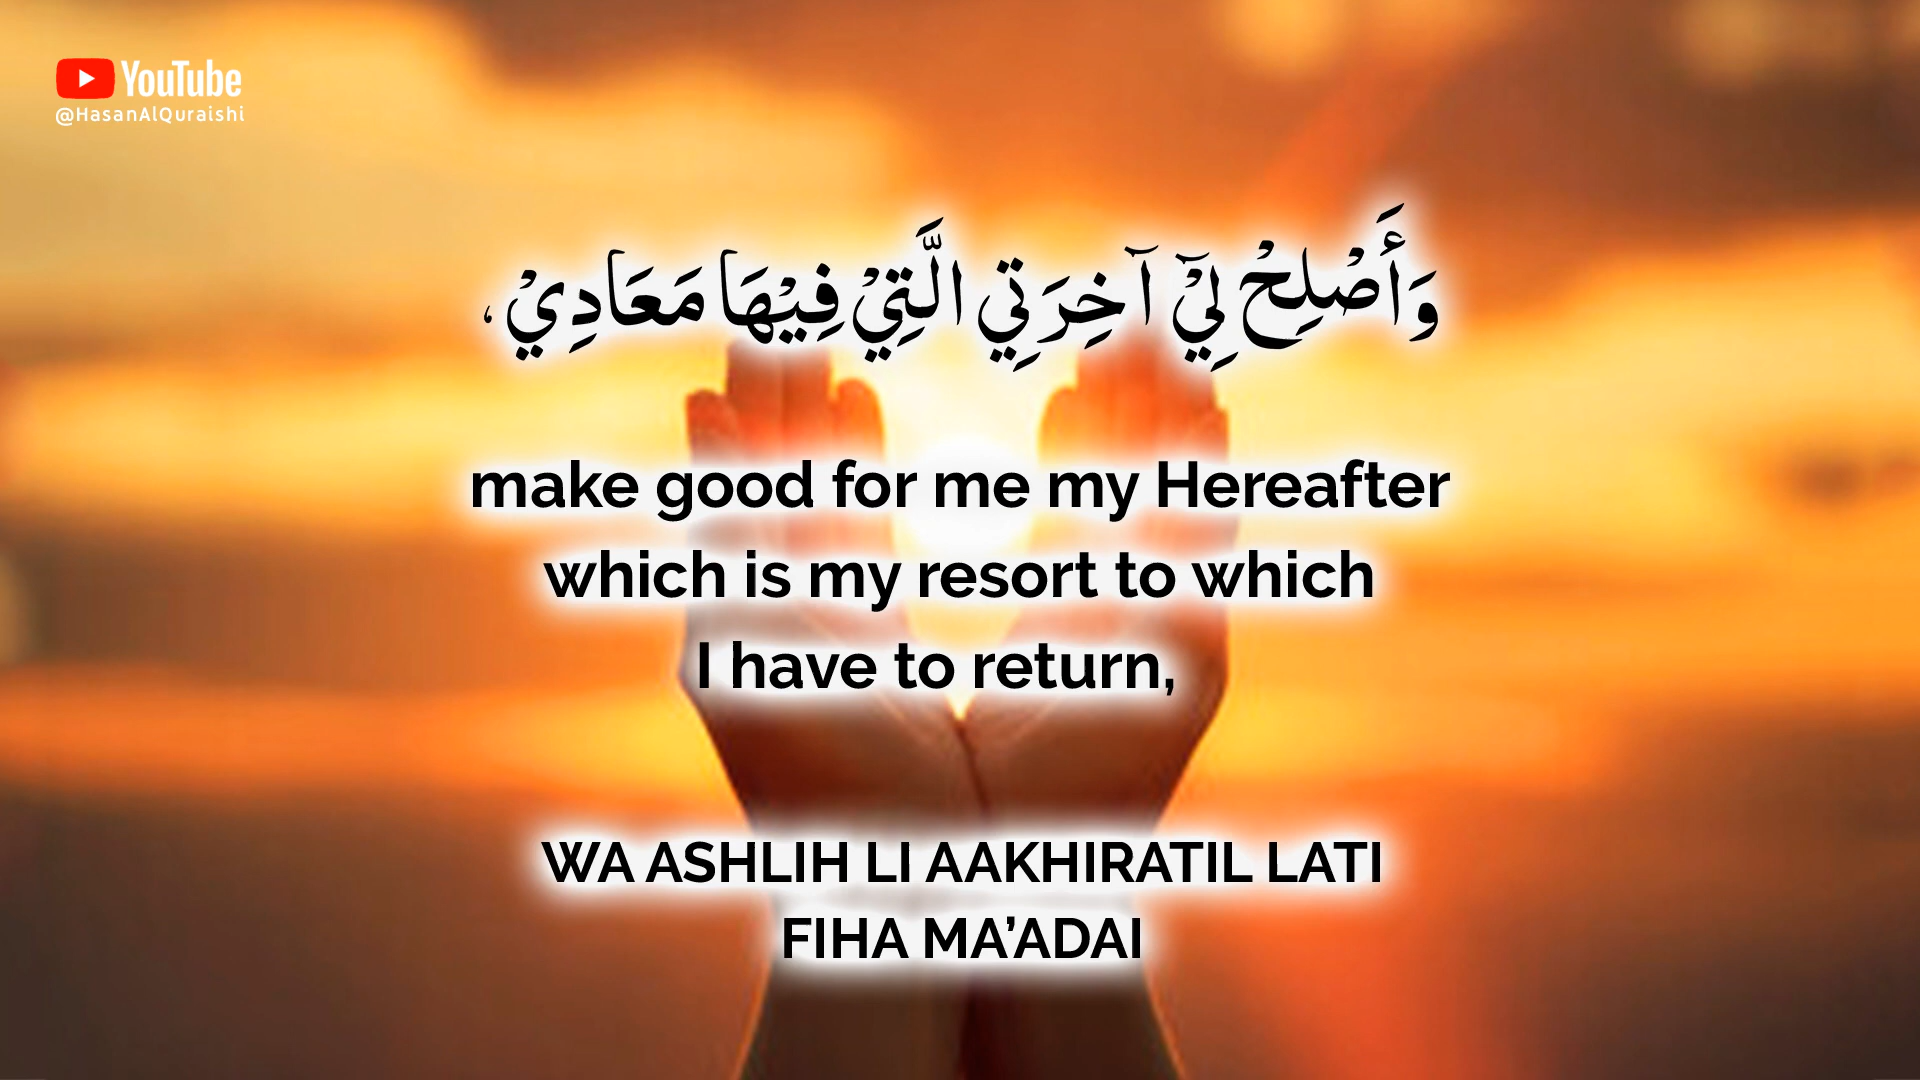 YouTube
@HasanAlQuraishi
وَأَصْلِحْ لِيْٓ آخِرَتِي الَّتِيْ فِيْهَا مَعَادِيْ،
make good for me my Hereafter
which is my resort to which
I have to return,
WA ASHLIH LI AAKHIRATIL LATI
FIHA MA’ADAI